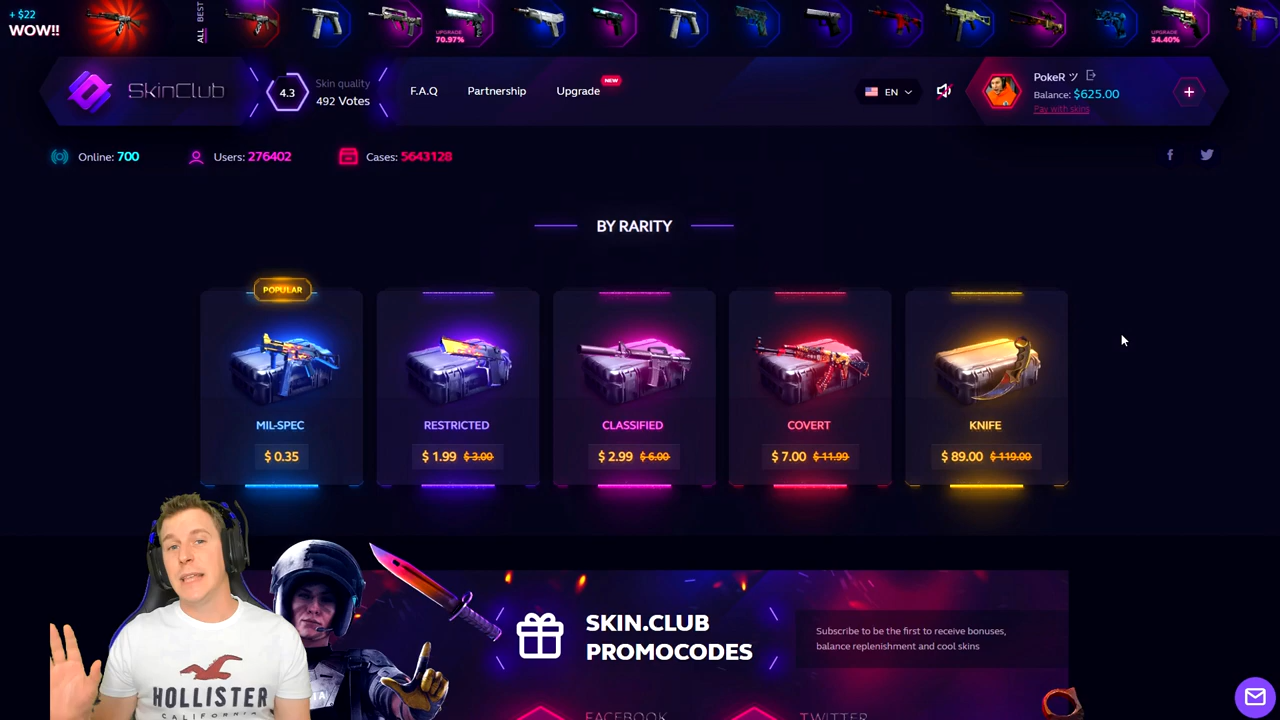 + $22
WOW!!
ALL BEST
UPGRADE
70.97%
UPGRADE
34.40%
SkinClub
4.3
Skin quality
492 Votes
F.A.Q
Partnership
Upgrade
NEW
EN
PokeR ツ
Balance: $625.00
Pay with skins
+
Online: 700
Users: 276402
Cases: 5643128
BY RARITY
POPULAR
MIL-SPEC
$ 0.35
RESTRICTED
$ 1.99 $ 3.00
CLASSIFIED
$ 2.99 $ 6.00
COVERT
$ 7.00 $ 11.99
KNIFE
$ 89.00 $ 119.00
SKIN.CLUB
PROMOCODES
Subscribe to be the first to receive bonuses,
balance replenishment and cool skins
FACEBOOK
TWITTER
HOLLISTER
CALIFORNIA